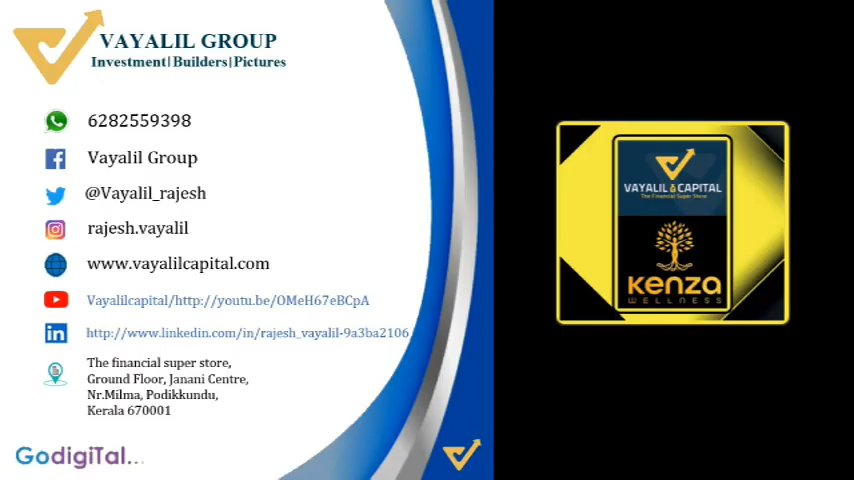 VAYALIL GROUP
Investment|Builders|Pictures
6282559398
Vayalil Group
@Vayalil_rajesh
rajesh.vayalil
www.vayalilcapital.com
Vayalilcapital/http://youtu.be/OMeH67eBCpA
http://www.linkedin.com/in/rajesh_vayalil-9a3ba2106
The financial super store,
Ground Floor, Janani Centre,
Nr.Milma, Podikkundu,
Kerala 670001
GodigiTal...
VAYALIL CAPITAL
The Financial Super Store
Kenza
WELLNESS